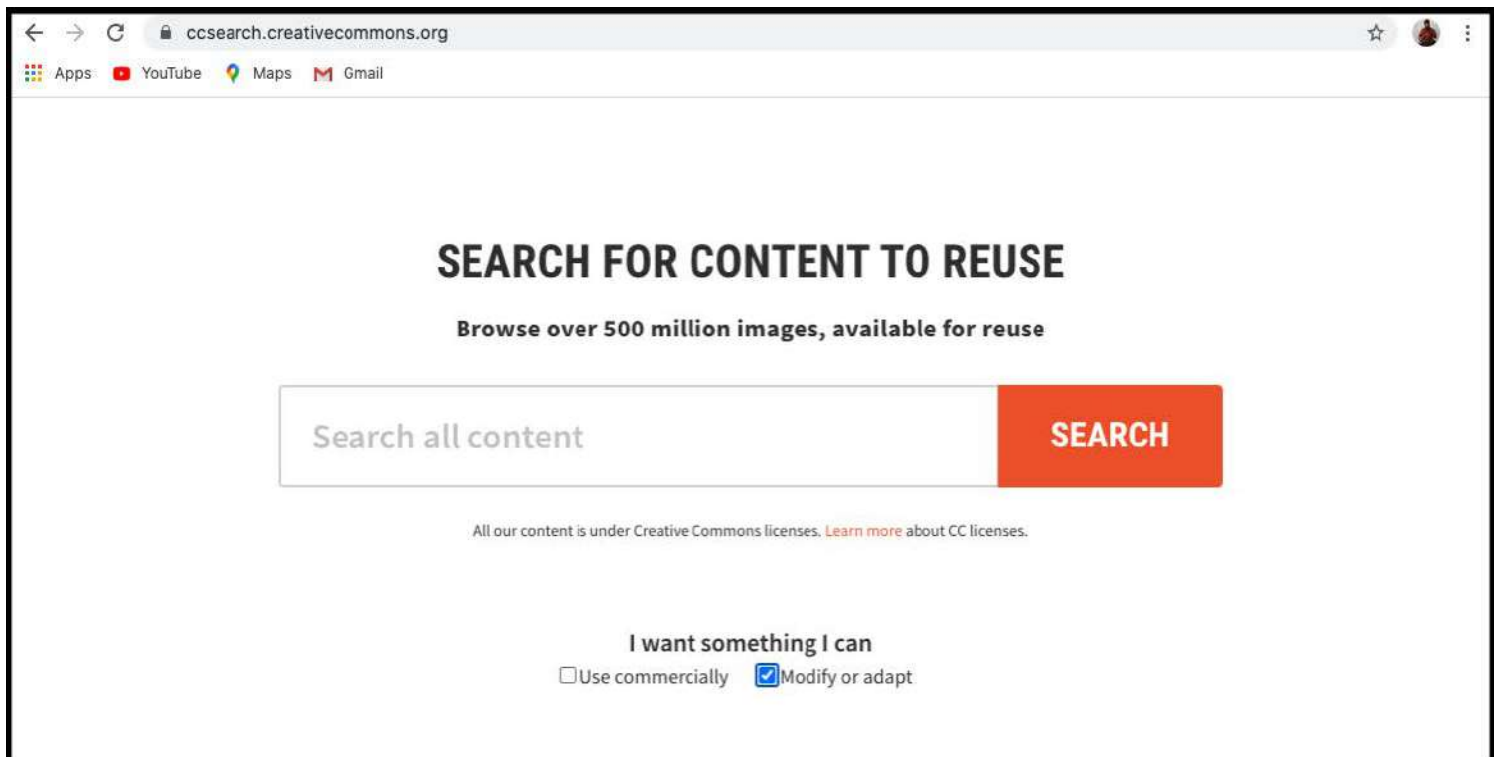 ccsearch.creativecommons.org
Apps YouTube Maps Gmail
SEARCH FOR CONTENT TO REUSE
Browse over 500 million images, available for reuse
Search all content SEARCH
All our content is under Creative Commons licenses. Learn more about CC licenses.
I want something I can
Use commercially Modify or adapt